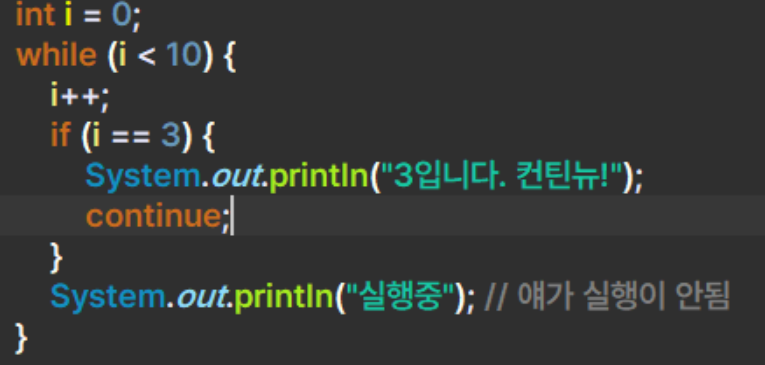 int i = 0;
while (i < 10) {
i++;
if (i == 3) {
System.out.println("3입니다. 컨틴뉴!");
continue;
}
System.out.println("실행중"); // 얘가 실행이 안됨
}